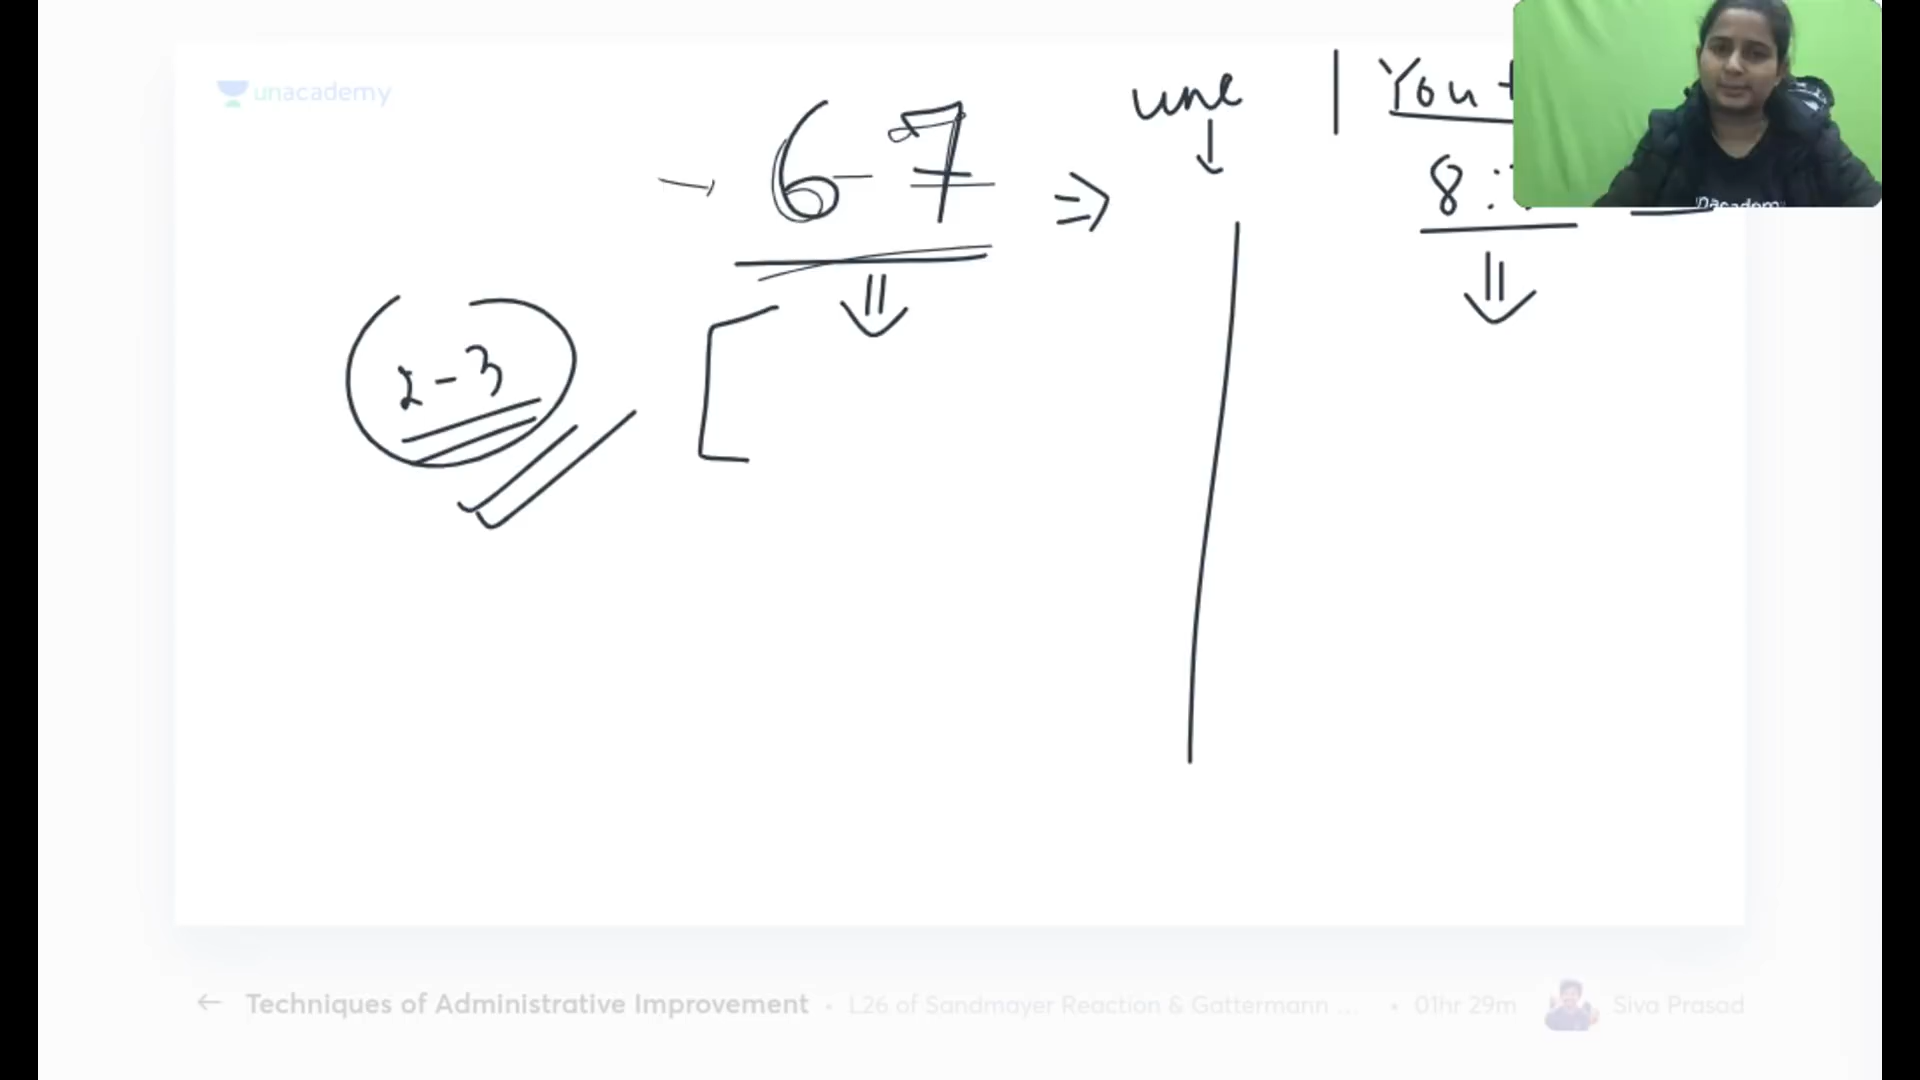 unacademy
une | You
6-7 ⇒
8:
2-3
unacademy
← Techniques of Administrative Improvement • L26 of Sandmayer Reaction & Gattermann ... • 01hr 29m Siva Prasad